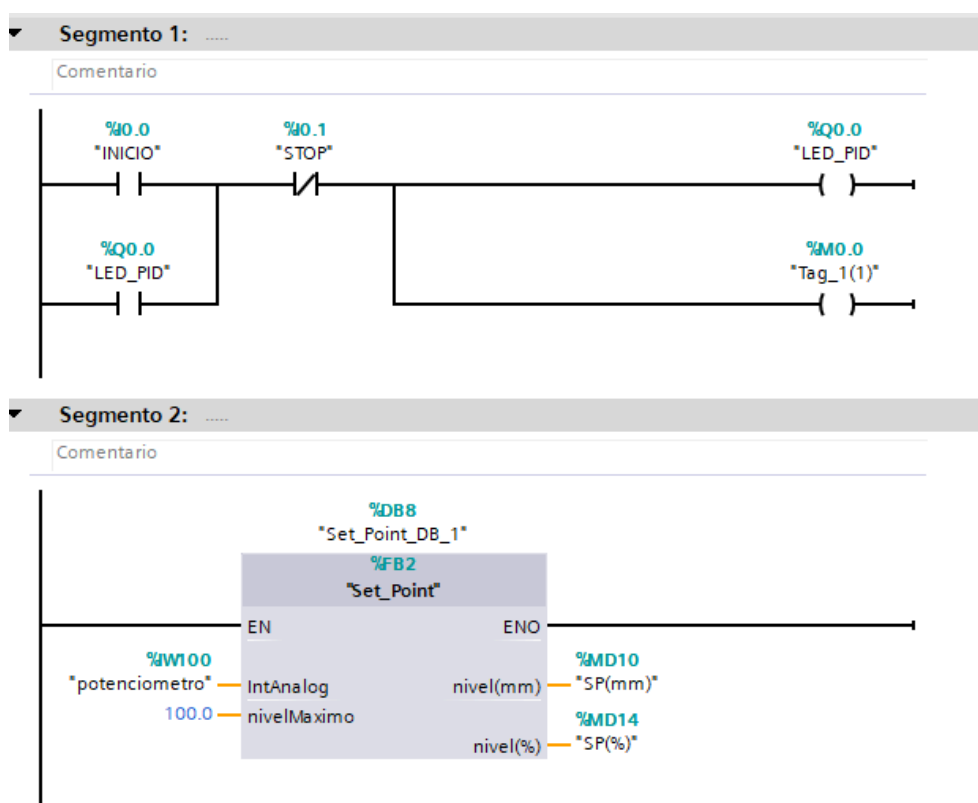 Segmento 1: .....
Comentario
%I0.0 %I0.1 %Q0.0
"INICIO" "STOP" "LED_PID"
%Q0.0 %M0.0
"LED_PID" "Tag_1(1)"
Segmento 2: .....
Comentario
%DB8
"Set_Point_DB_1"
%FB2
"Set_Point"
EN ENO
%IW100 %MD10
"potenciometro" IntAnalog nivel(mm) "SP(mm)"
100.0 nivelMaximo %MD14
nivel(%) "SP(%)"